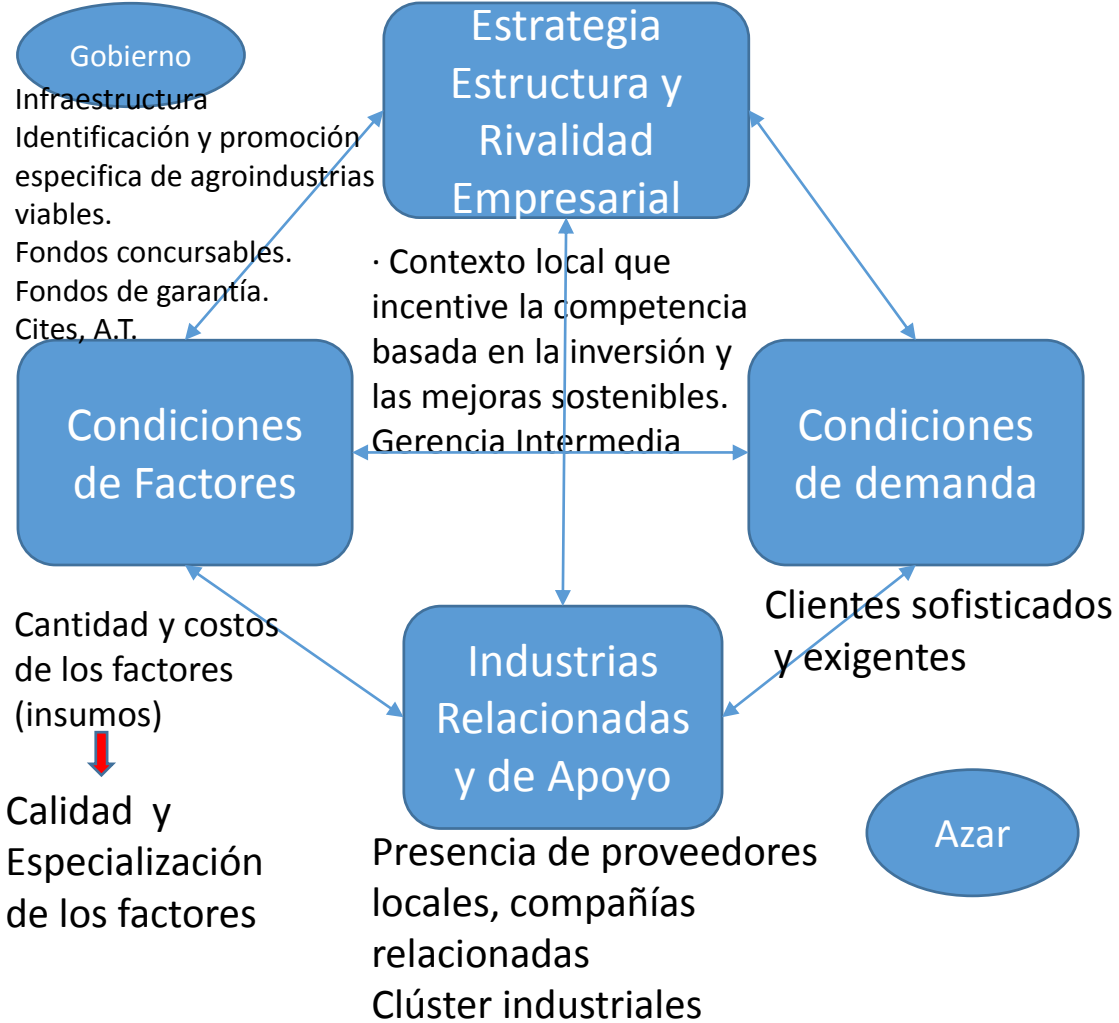 Gobierno
Infraestructura
Identificación y promoción
especifica de agroindustrias
viables.
Fondos concursables.
Fondos de garantía.
Cites, A.T.
Estrategia
Estructura y
Rivalidad
Empresarial
· Contexto local que
incentive la competencia
basada en la inversión y
las mejoras sostenibles.
Gerencia Intermedia
Condiciones
de Factores
Condiciones
de demanda
Cantidad y costos
de los factores
(insumos)
Calidad y
Especialización
de los factores
Industrias
Relacionadas
y de Apoyo
Clientes sofisticados
y exigentes
Presencia de proveedores
locales, compañías
relacionadas
Clúster industriales
Azar